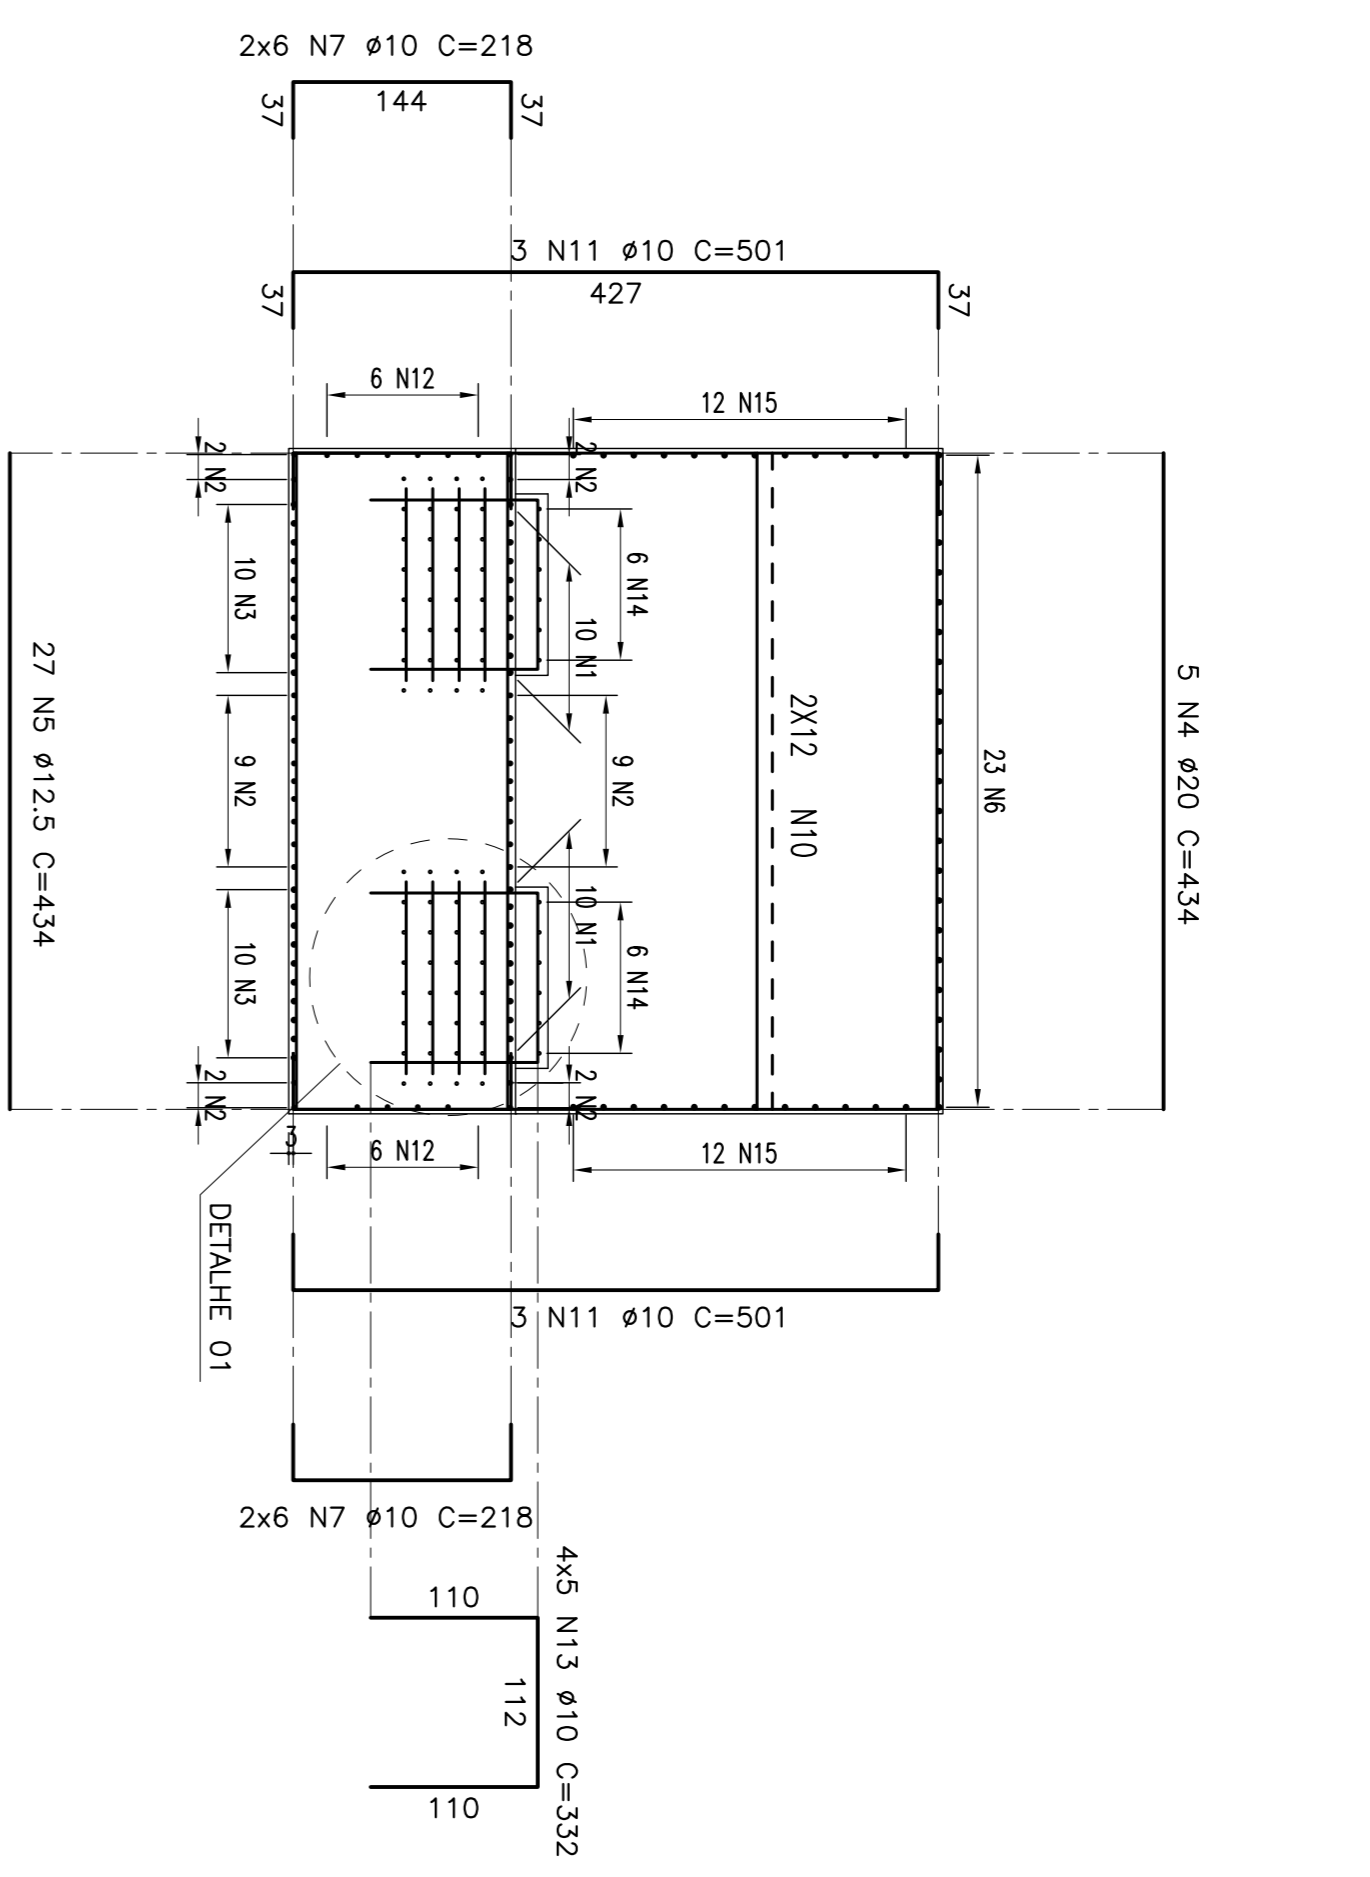 2x6 N7 ø10 C=218
37
144
37
3 N11 ø10 C=501
37
427
37
6 N12
12 N15
2 N2
2 N2
10 N3
6 N14
10 N1
27 N5 ø12.5 C=434
9 N2
9 N2
2X12 N10
23 N6
5 N4 ø20 C=434
10 N3
10 N1
6 N14
2 N2
2 N2
3
6 N12
12 N15
DETALHE 01
3 N11 ø10 C=501
2x6 N7 ø10 C=218
4x5 N13 ø10 C=332
110
112
110